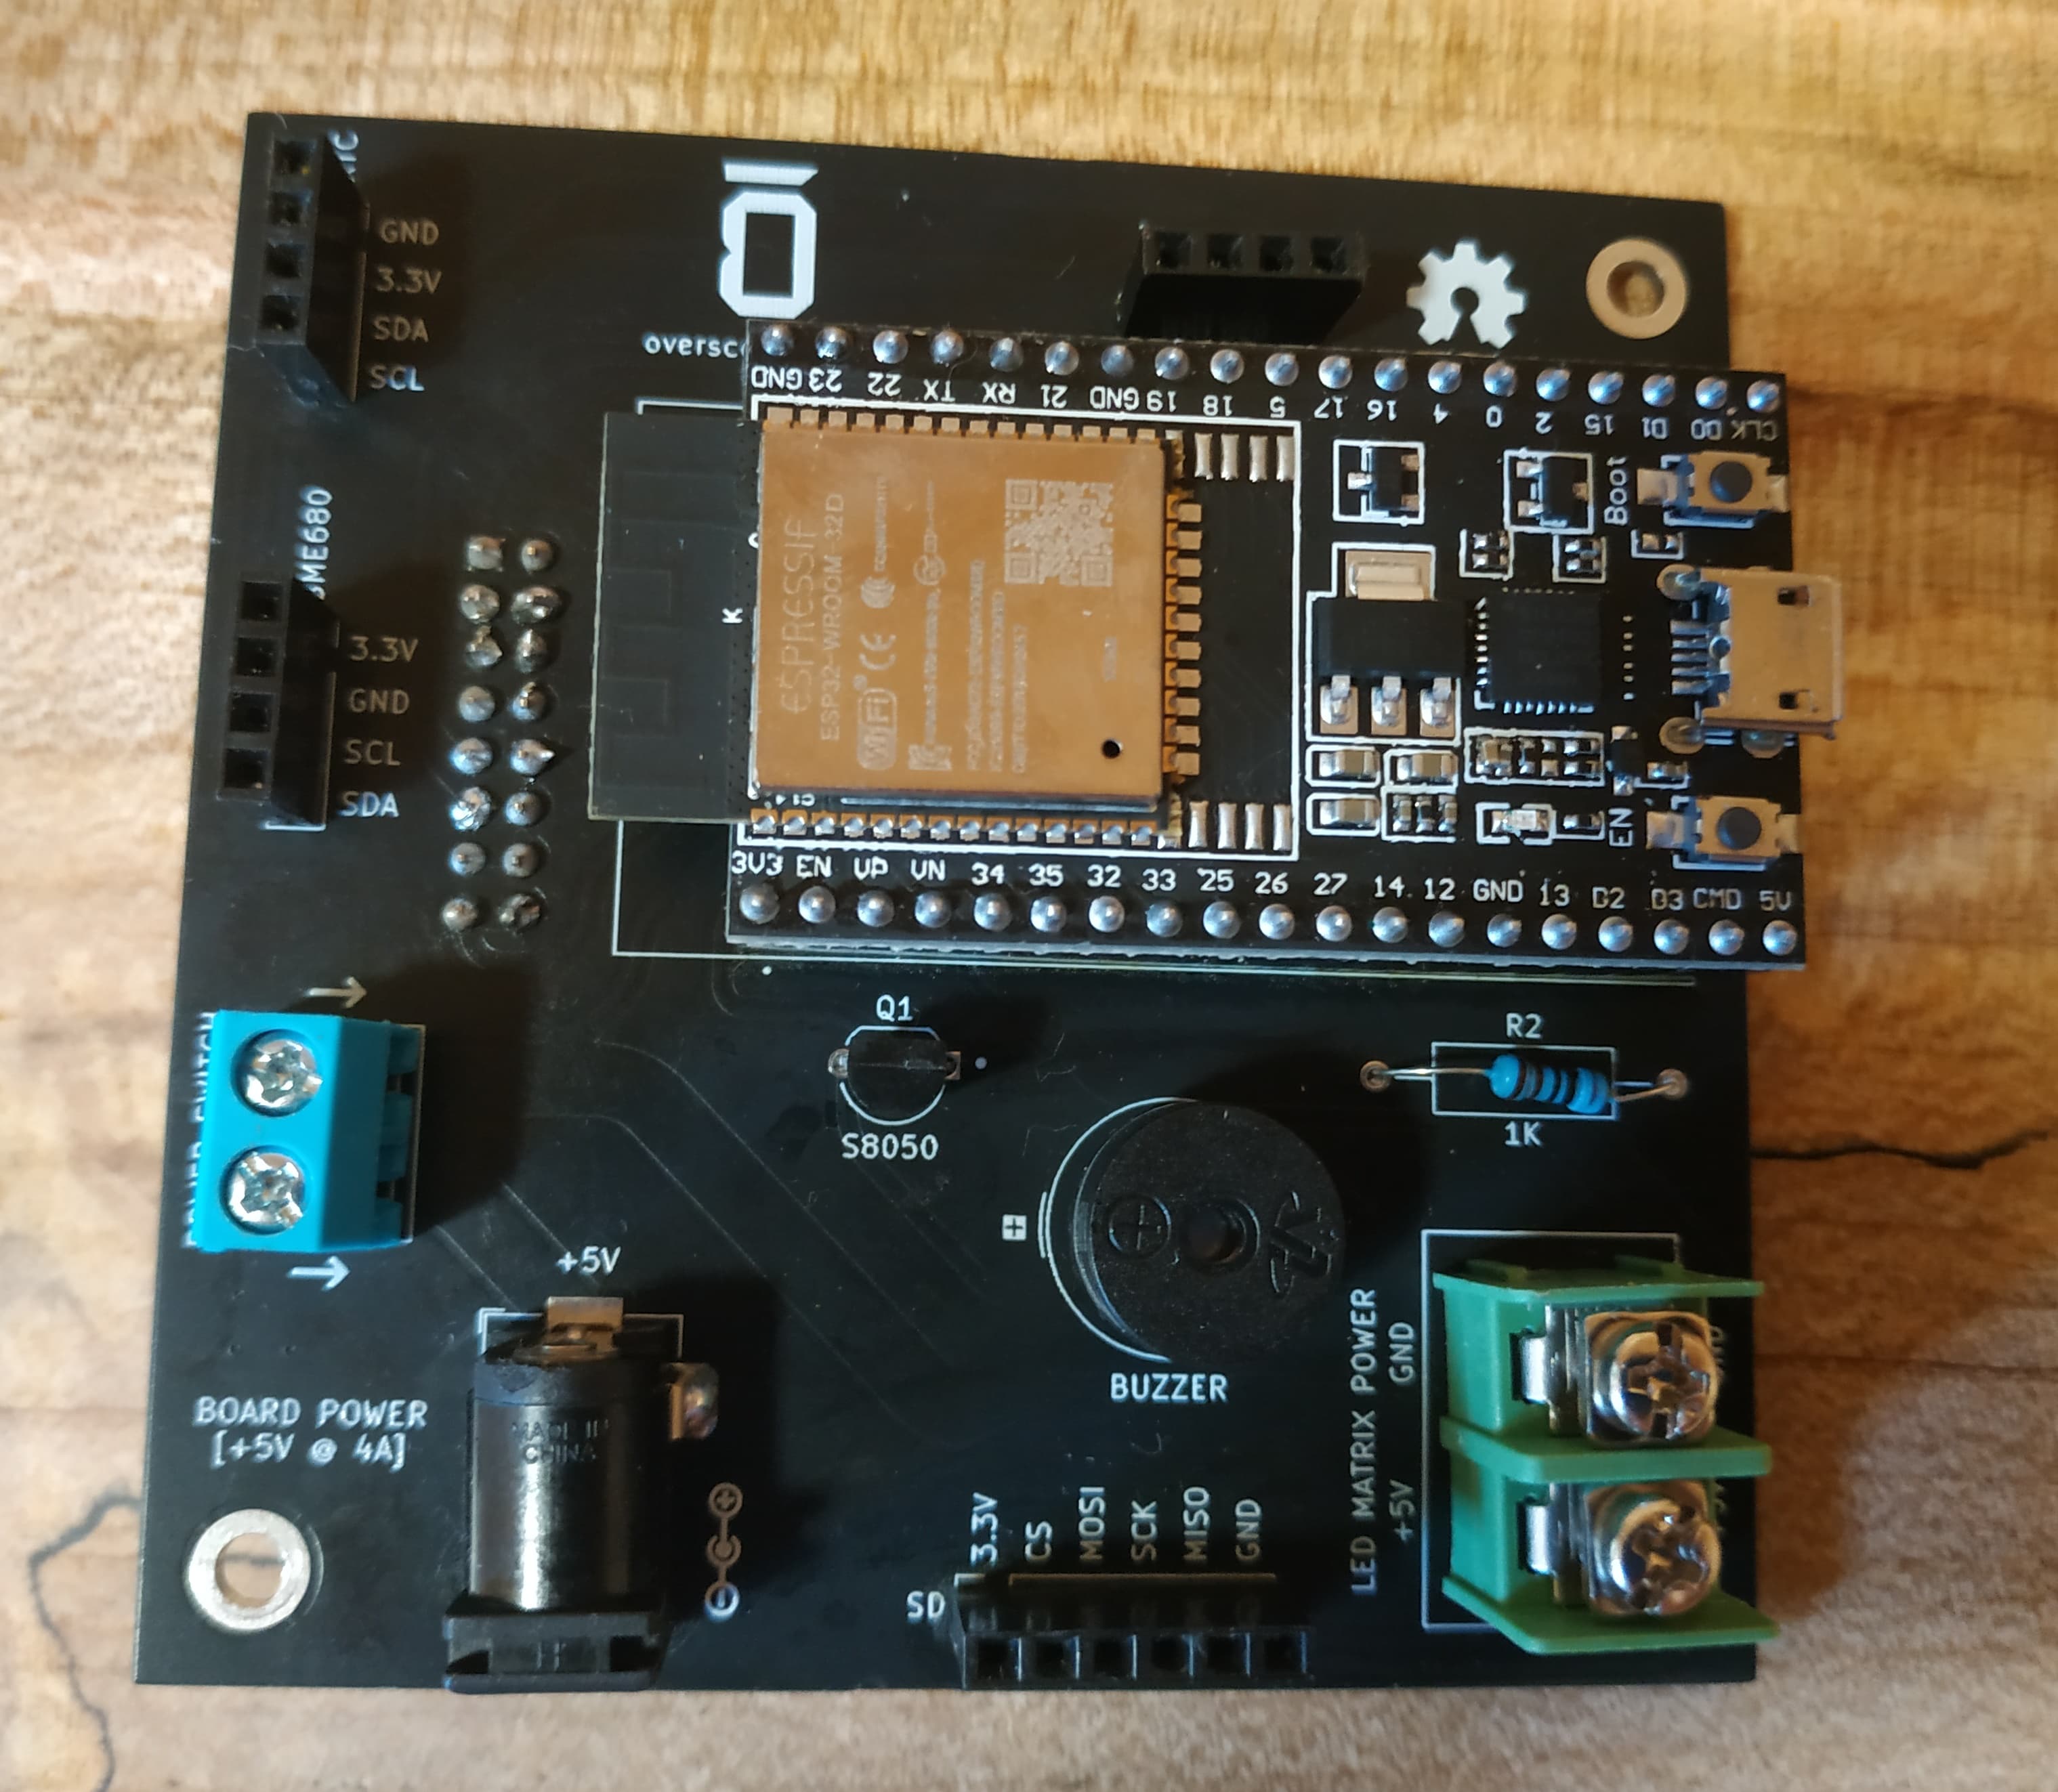 GND
3.3V
SDA
SCL
3.3V
GND
SCL
SDA
GND 23 22 TX RX 21 GND 19 18 5 17 16 4 0 2 15 D1 D0 CLK
Boot
ESPRESSIF
ESP32-WROOM-32D
WiFi CE
K
EN
3V3 EN VP VN 34 35 32 33 25 26 27 14 12 GND 13 D2 D3 CMD 5V
Q1
S8050
R2
1K
+5V
BOARD POWER
[+5V @ 4A]
MADE IN
CHINA
BUZZER
LED MATRIX POWER
GND
+5V
SD
3.3V
CS
MOSI
SCK
MISO
GND